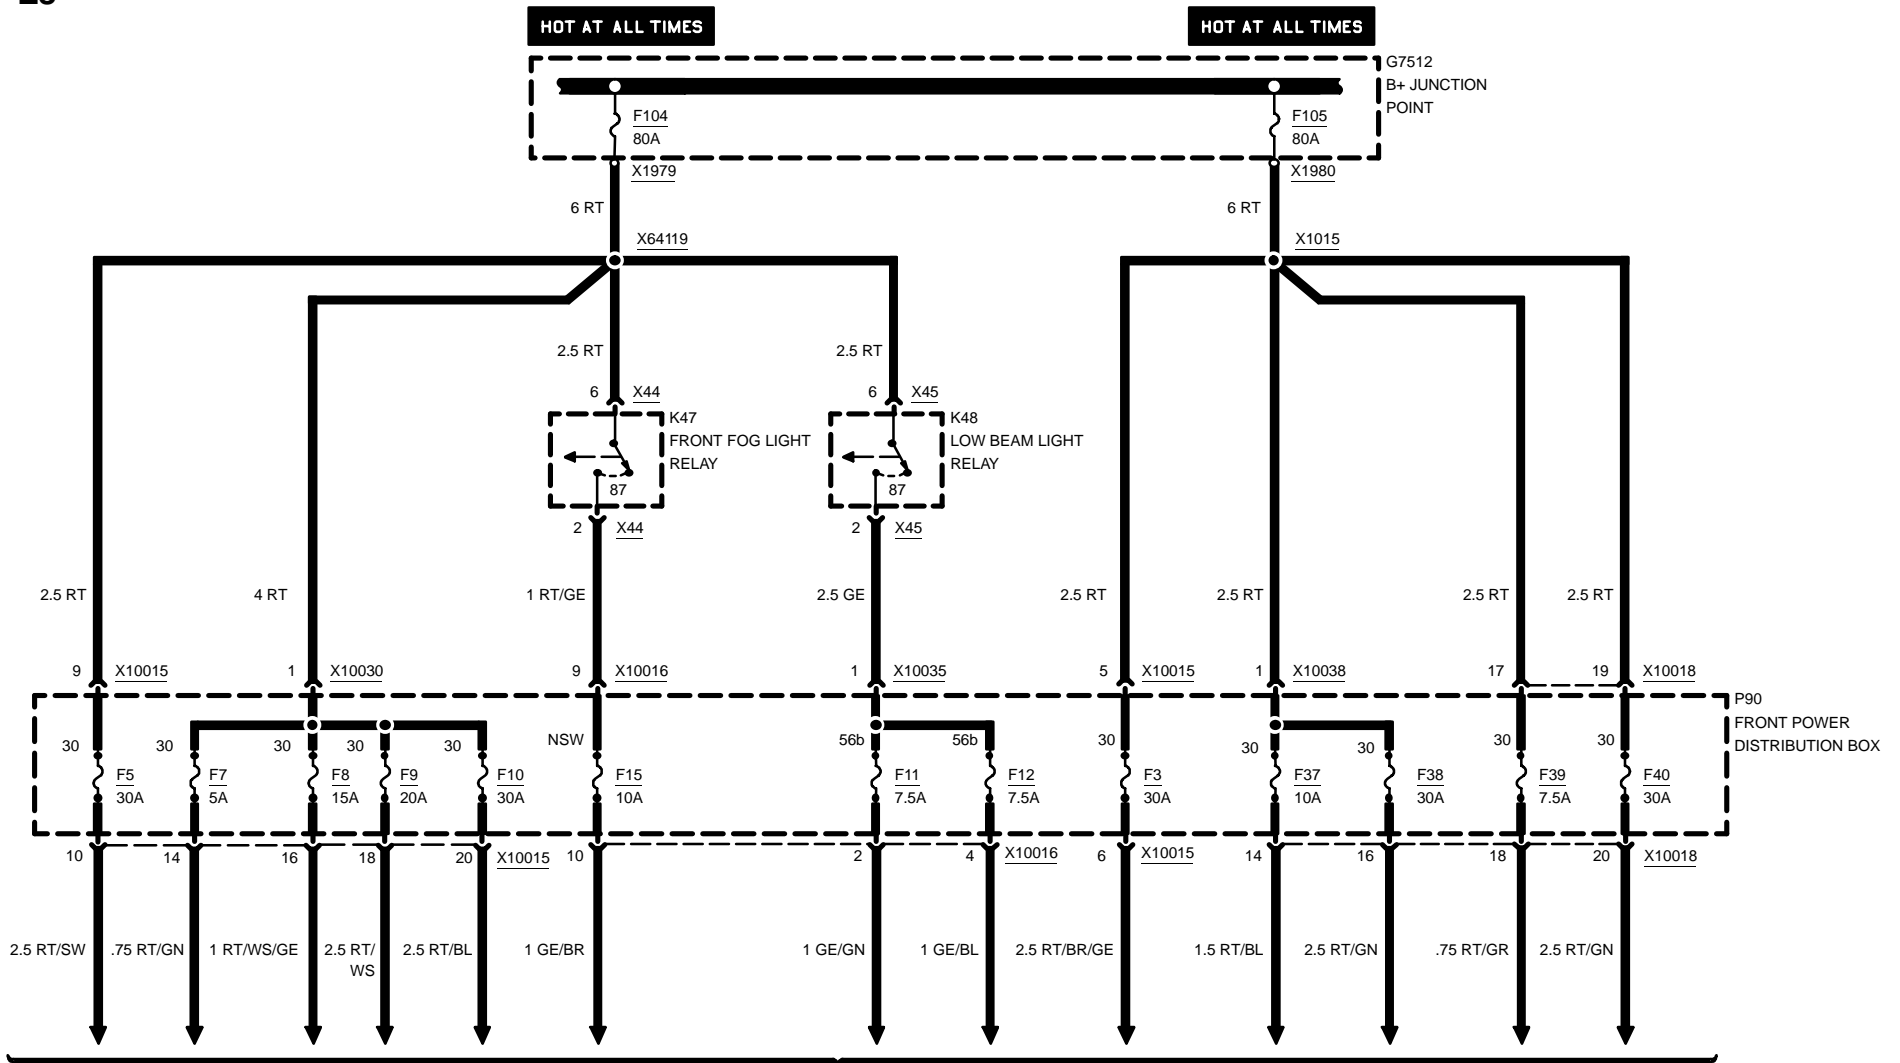 HOT AT ALL TIMES HOT AT ALL TIMES
G7512
B+ JUNCTION
POINT
F104 F105
80A 80A
X1979 X1980
6 RT 6 RT
X64119 X1015
2.5 RT 2.5 RT
6 X44 6 X45
K47 K48
FRONT FOG LIGHT LOW BEAM LIGHT
RELAY RELAY
87 87
2 X44 2 X45
2.5 RT 4 RT 1 RT/GE 2.5 GE 2.5 RT 2.5 RT 2.5 RT 2.5 RT
9 X10015 1 X10030 9 X10016 1 X10035 5 X10015 1 X10038 17 19 X10018
P90
FRONT POWER
DISTRIBUTION BOX
30 30 30 30 30 NSW 56b 56b 30 30 30 30 30
F5 F7 F8 F9 F10 F15 F11 F12 F3 F37 F38 F39 F40
30A 5A 15A 20A 30A 10A 7.5A 7.5A 30A 10A 30A 7.5A 30A
10 14 16 18 20 X10015 10 2 4 X10016 6 X10015 14 16 18 20 X10018
2.5 RT/SW .75 RT/GN 1 RT/WS/GE 2.5 RT/ 2.5 RT/BL 1 GE/BR 1 GE/GN 1 GE/BL 2.5 RT/BR/GE 1.5 RT/BL 2.5 RT/GN .75 RT/GR 2.5 RT/GN
WS